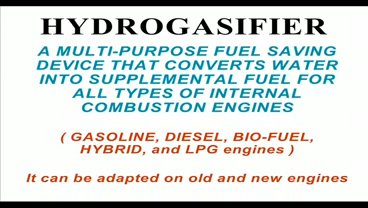 HYDROGASIFIER
A MULTI-PURPOSE FUEL SAVING
DEVICE THAT CONVERTS WATER
INTO SUPPLEMENTAL FUEL FOR
ALL TYPES OF INTERNAL
COMBUSTION ENGINES
( GASOLINE, DIESEL, BIO-FUEL,
HYBRID, and LPG engines )
It can be adapted on old and new engines